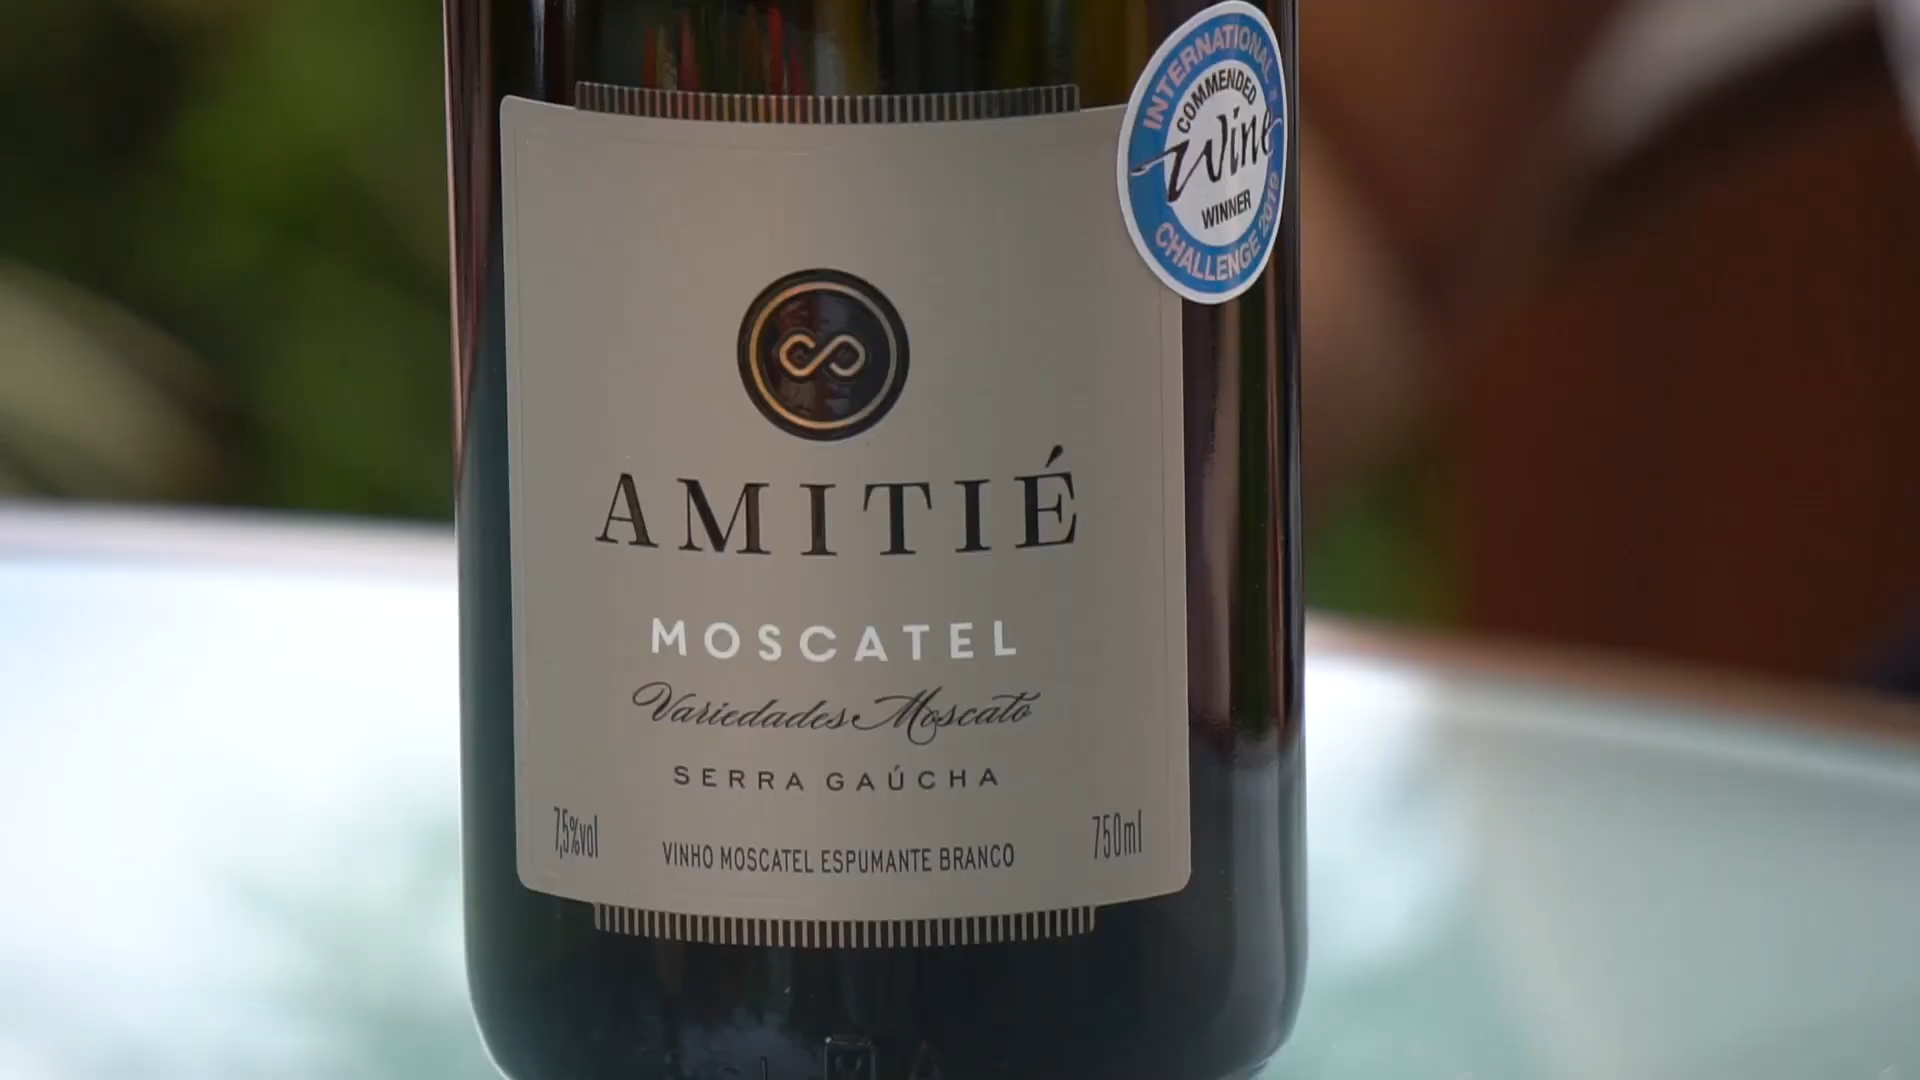 INTERNATIONAL
COMMENDED
Wine
WINNER
CHALLENGE 2019
AMITIÉ
MOSCATEL
Variedades Moscato
SERRA GAÚCHA
7,5%vol
VINHO MOSCATEL ESPUMANTE BRANCO
750ml